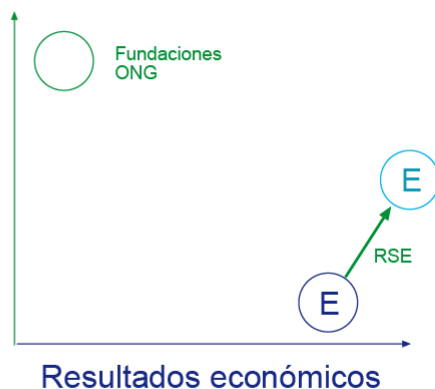 Fundaciones
ONG
E
RSE
E
Resultados económicos